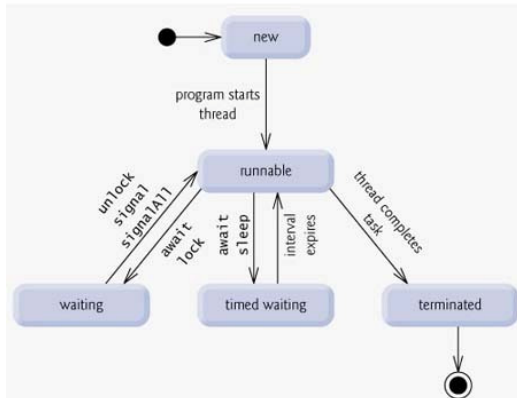 new
program starts
thread
runnable
unlock
signal
signalAll
await
lock
await
sleep
interval
expires
thread completes
task
waiting
timed waiting
terminated